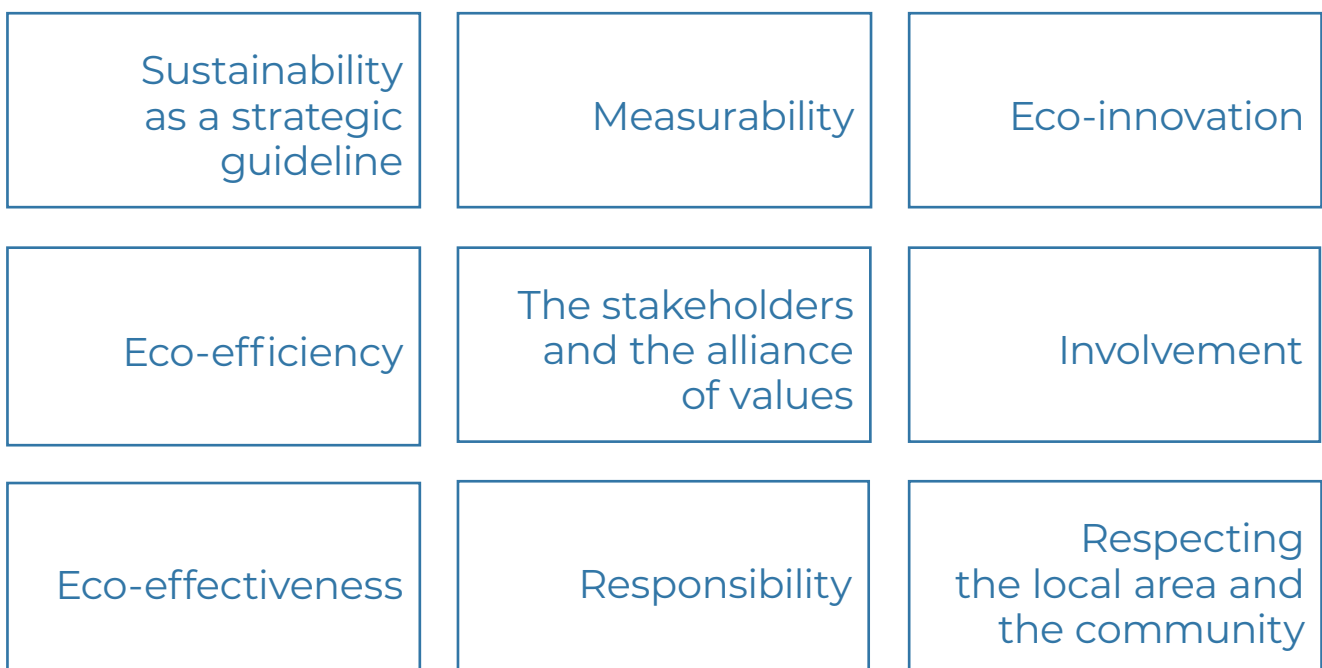 Sustainability
as a strategic
guideline
Measurability
Eco-innovation
Eco-efficiency
The stakeholders
and the alliance
of values
Involvement
Eco-effectiveness
Responsibility
Respecting
the local area and
the community